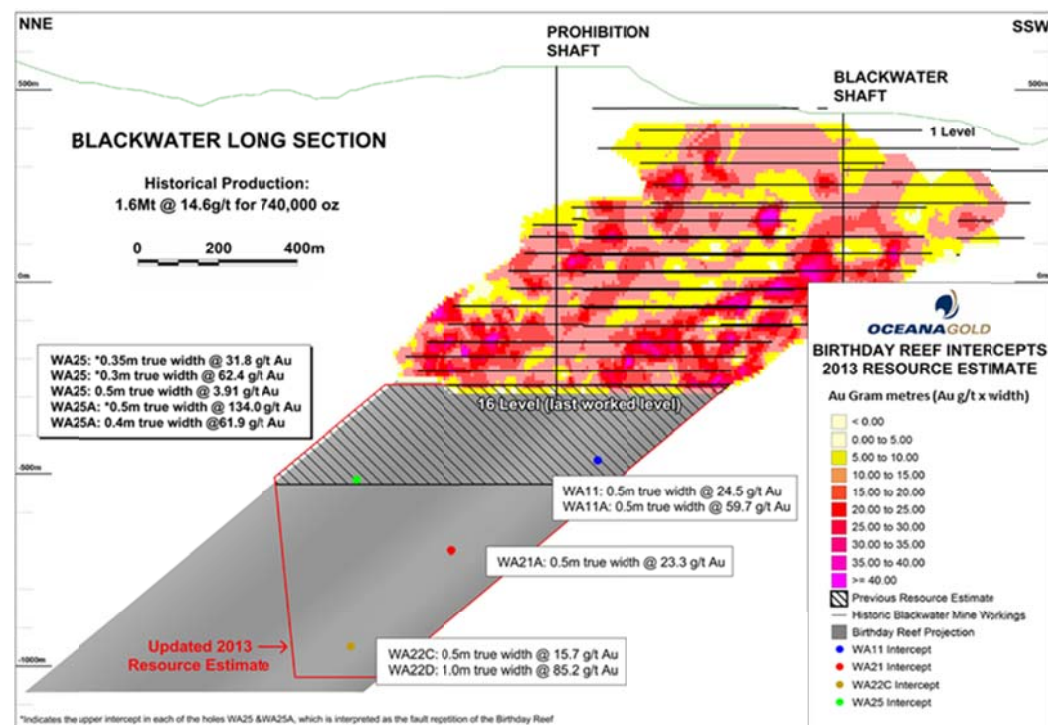 NNE
SSW
PROHIBITION
SHAFT
BLACKWATER
SHAFT
500m
500m
1 Level
BLACKWATER LONG SECTION
Historical Production:
1.6Mt @ 14.6g/t for 740,000 oz
0 200 400m
0m
0m
WA25: *0.35m true width @ 31.8 g/t Au
WA25: *0.3m true width @ 62.4 g/t Au
WA25: 0.5m true width @ 3.91 g/t Au
WA25A: *0.5m true width @ 134.0 g/t Au
WA25A: 0.4m true width @61.9 g/t Au
16 Level (last worked level)
-500m
WA11: 0.5m true width @ 24.5 g/t Au
WA11A: 0.5m true width @ 59.7 g/t Au
WA21A: 0.5m true width @ 23.3 g/t Au
Updated 2013
Resource Estimate
WA22C: 0.5m true width @ 15.7 g/t Au
WA22D: 1.0m true width @ 85.2 g/t Au
-1000m
OCEANAGOLD
BIRTHDAY REEF INTERCEPTS
2013 RESOURCE ESTIMATE
Au Gram metres (Au g/t x width)
< 0.00
0.00 to 5.00
5.00 to 10.00
10.00 to 15.00
15.00 to 20.00
20.00 to 25.00
25.00 to 30.00
30.00 to 35.00
35.00 to 40.00
>= 40.00
Previous Resource Estimate
Historic Blackwater Mine Workings
Birthday Reef Projection
WA11 Intercept
WA21 Intercept
WA22C Intercept
WA25 Intercept
*Indicates the upper intercept in each of the holes WA25 &WA25A, which is interpreted as the fault repetition of the Birthday Reef